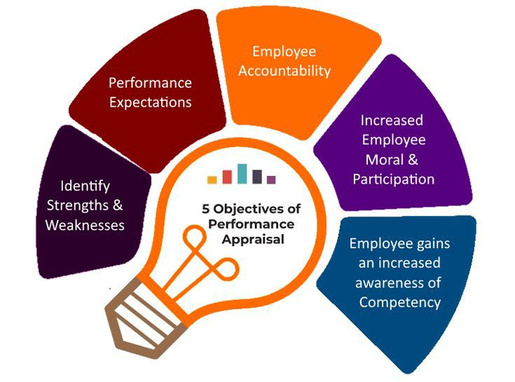 Identify
Strengths &
Weaknesses
Performance
Expectations
Employee
Accountability
Increased
Employee
Moral &
Participation
Employee gains
an increased
awareness of
Competency
5 Objectives of
Performance
Appraisal